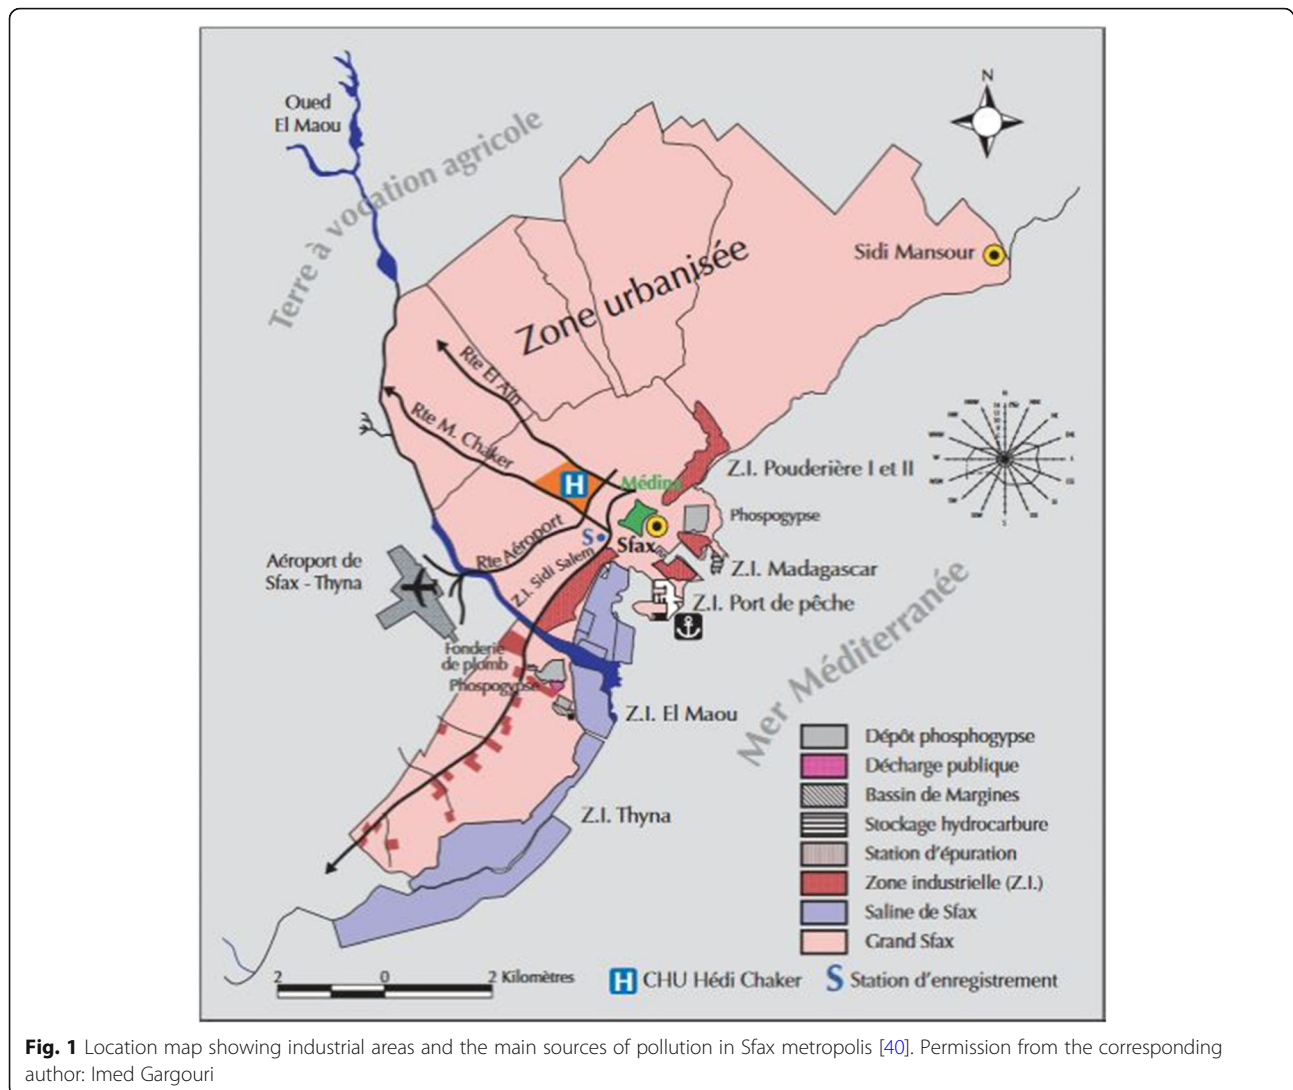 N
Oued
El Maou
Terre à vocation agricole
Sidi Mansour
Zone urbanisée
Rte El Aïn
Rte M. Chaker
H
Médina
Z.I. Pouderière I et II
Phospogypse
Rte Aéroport
S
Sfax
Aéroport de
Sfax - Thyna
Z.I. Sidi Salem
Z.I. Madagascar
Z.I. Port de pêche
Fonderie
de plomb
Phospogypse
Mer Méditerranée
Z.I. El Maou
Z.I. Thyna
Dépôt phosphogypse
Décharge publique
Bassin de Margines
Stockage hydrocarbure
Station d'épuration
Zone industrielle (Z.I.)
Saline de Sfax
Grand Sfax
2 0 2 Kilomètres
H CHU Hédi Chaker
S Station d'enregistrement
Fig. 1 Location map showing industrial areas and the main sources of pollution in Sfax metropolis [40]. Permission from the corresponding
author: Imed Gargouri